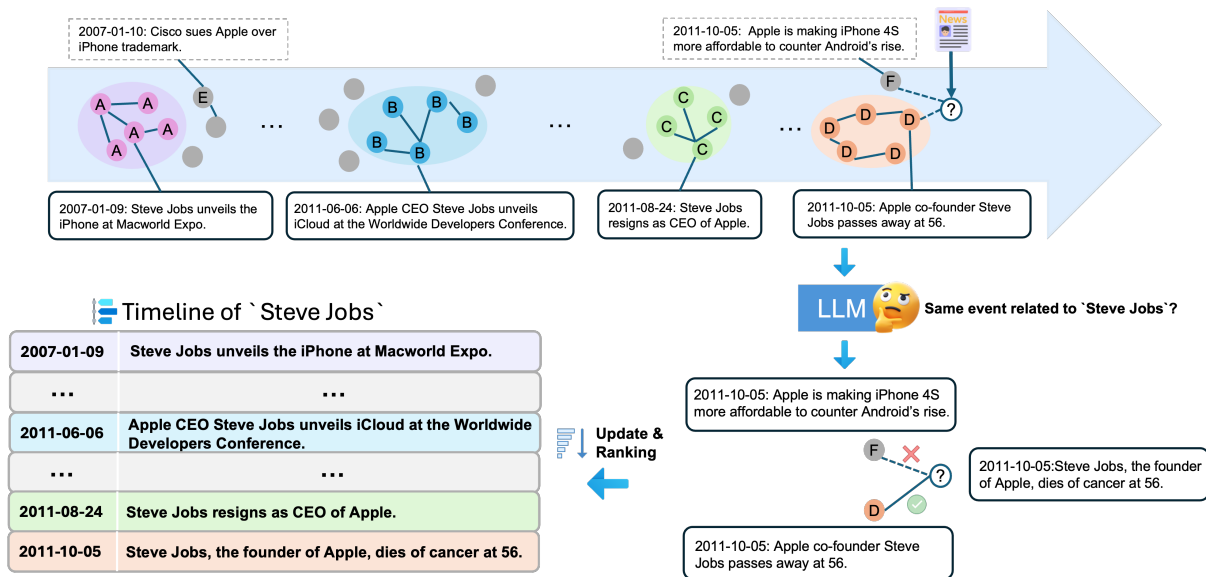 2007-01-10: Cisco sues Apple over
iPhone trademark.
2011-10-05: Apple is making iPhone 4S
more affordable to counter Android's rise.
News
E
F
?
A
A
A
A
A
B
B
B
B
B
C
C
C
C
D
D
D
D
D
D
...
...
...
2007-01-09: Steve Jobs unveils the
iPhone at Macworld Expo.
2011-06-06: Apple CEO Steve Jobs unveils
iCloud at the Worldwide Developers Conference.
2011-08-24: Steve Jobs
resigns as CEO of Apple.
2011-10-05: Apple co-founder Steve
Jobs passes away at 56.
LLM
Same event related to `Steve Jobs`?
2011-10-05: Apple is making iPhone 4S
more affordable to counter Android's rise.
F
?
D
2011-10-05:Steve Jobs, the founder
of Apple, dies of cancer at 56.
2011-10-05: Apple co-founder Steve
Jobs passes away at 56.
Update &
Ranking
Timeline of `Steve Jobs`
2007-01-09 Steve Jobs unveils the iPhone at Macworld Expo.
... ...
2011-06-06 Apple CEO Steve Jobs unveils iCloud at the Worldwide
Developers Conference.
... ...
2011-08-24 Steve Jobs resigns as CEO of Apple.
2011-10-05 Steve Jobs, the founder of Apple, dies of cancer at 56.